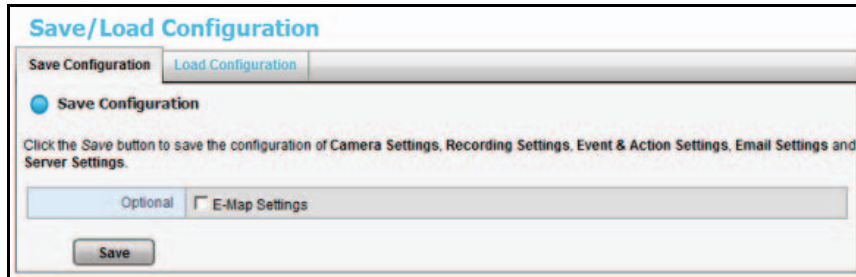 Save/Load Configuration
Save Configuration Load Configuration
Save Configuration
Click the Save button to save the configuration of Camera Settings, Recording Settings, Event & Action Settings, Email Settings and
Server Settings.
Optional E-Map Settings
Save